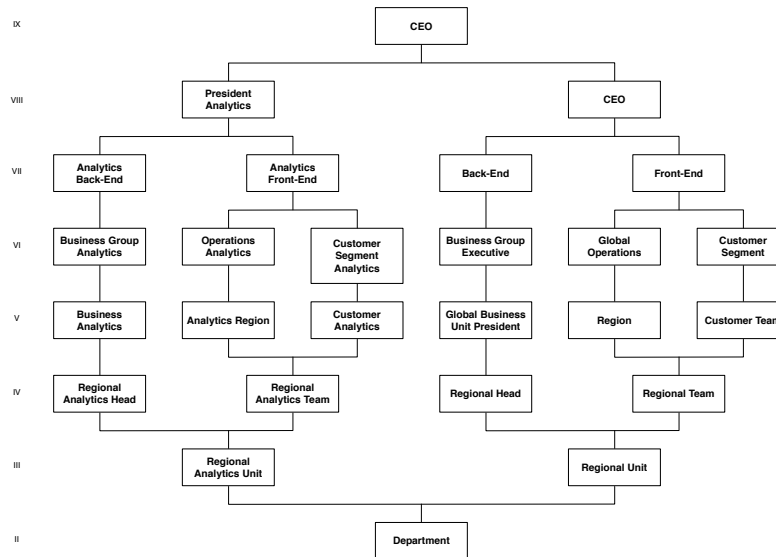 IX
CEO
VIII
President
Analytics
CEO
VII
Analytics
Back-End
Analytics
Front-End
Back-End
Front-End
VI
Business Group
Analytics
Operations
Analytics
Customer
Segment
Analytics
Business Group
Executive
Global
Operations
Customer
Segment
V
Business
Analytics
Analytics Region
Customer
Analytics
Global Business
Unit President
Region
Customer Team
IV
Regional
Analytics Head
Regional
Analytics Team
Regional Head
Regional Team
III
Regional
Analytics Unit
Regional Unit
II
Department